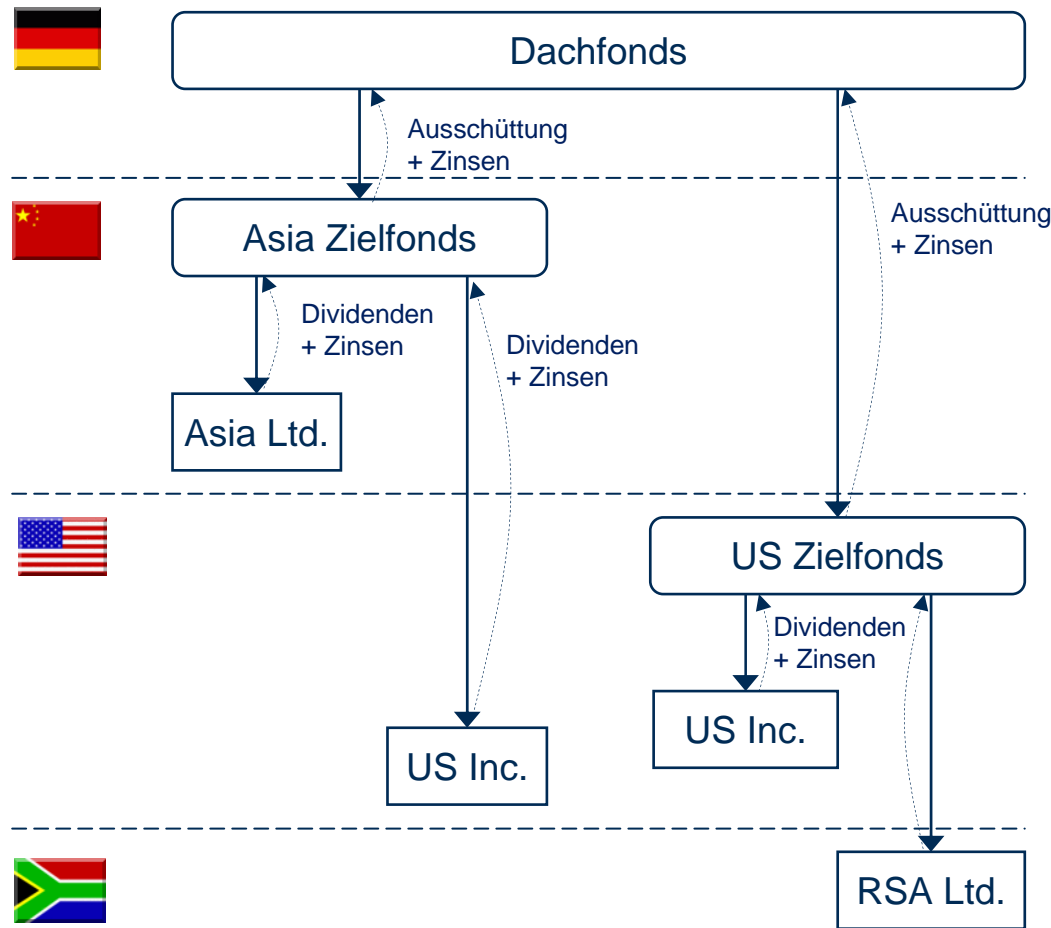 Dachfonds
Ausschüttung
+ Zinsen
Asia Zielfonds
Ausschüttung
+ Zinsen
Dividenden
+ Zinsen
Dividenden
+ Zinsen
Asia Ltd.
US Zielfonds
Dividenden
+ Zinsen
US Inc.
US Inc.
RSA Ltd.